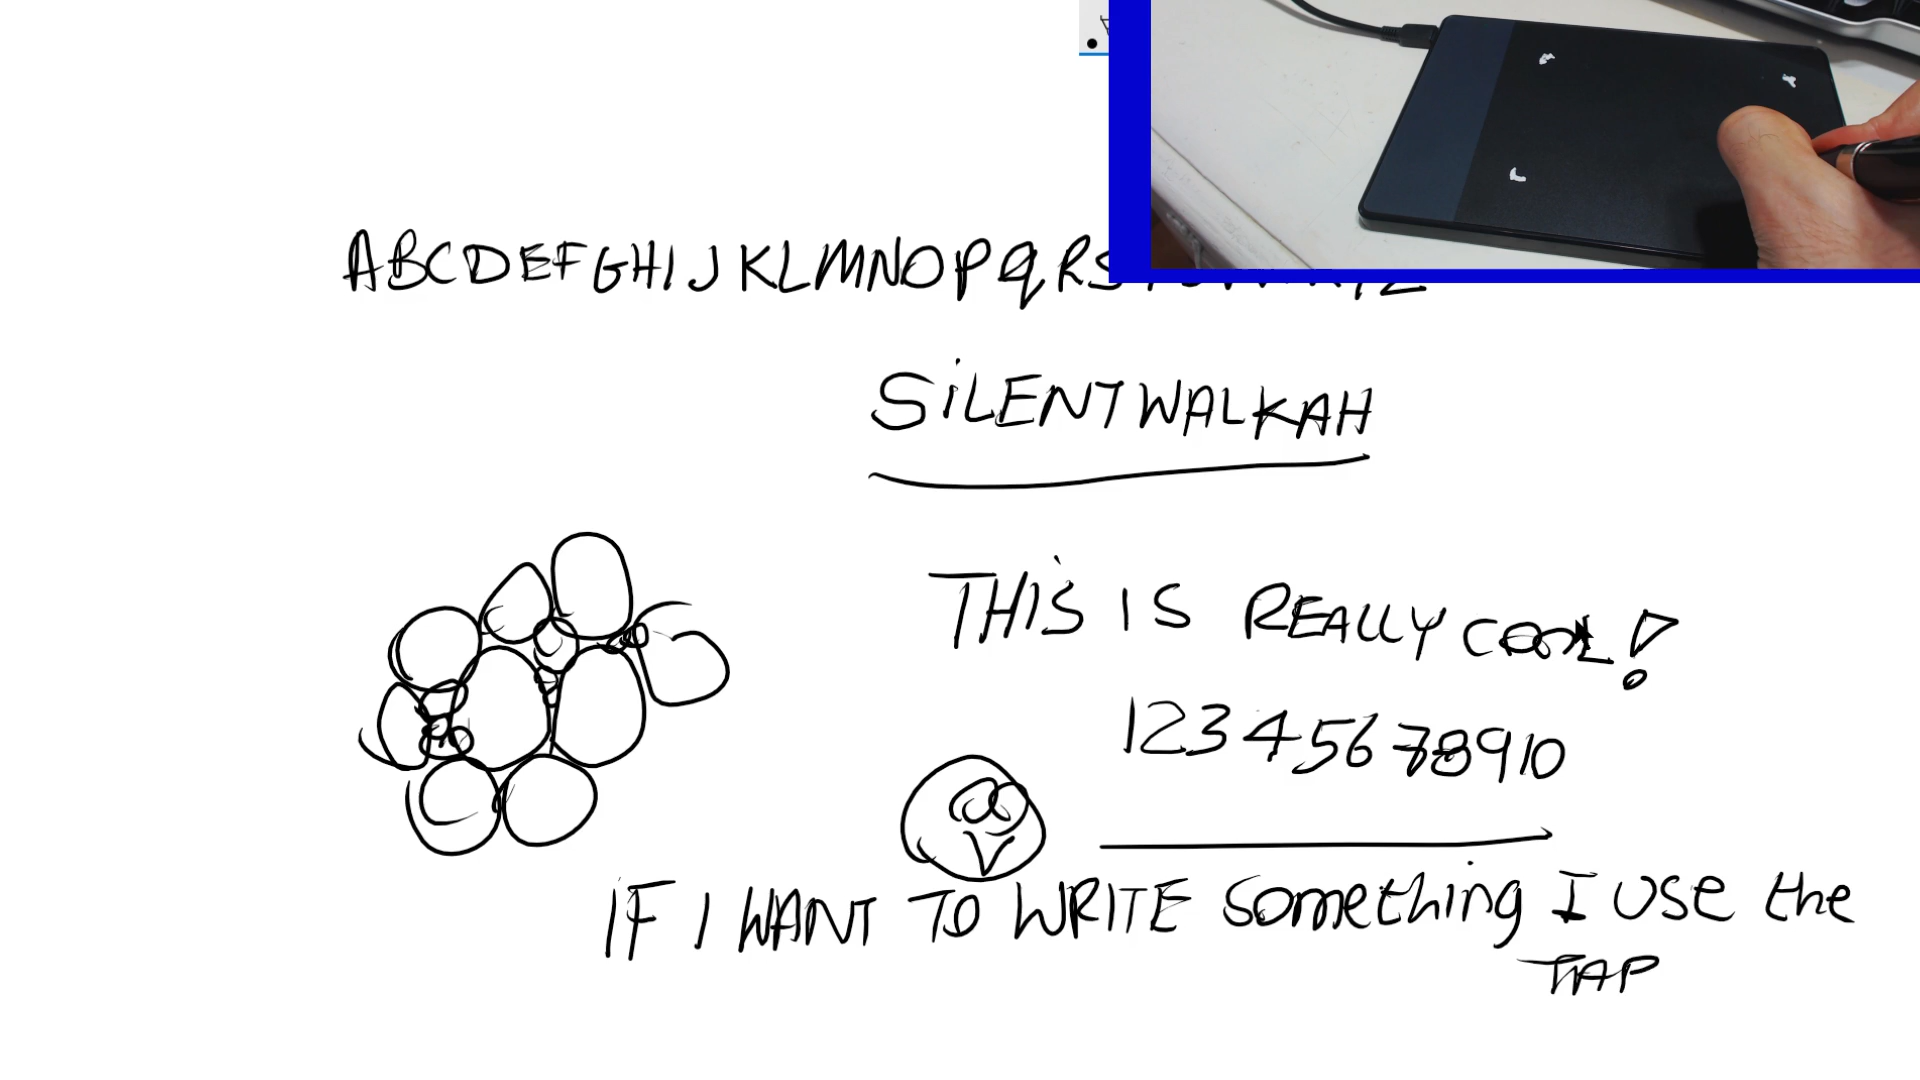 ABCDEFGHIJKLMNOPQRS
SiLENTWALKAH
THIS IS REALLY COOL!
12345678910
IF I WANT TO WRITE something I USE the
TAP